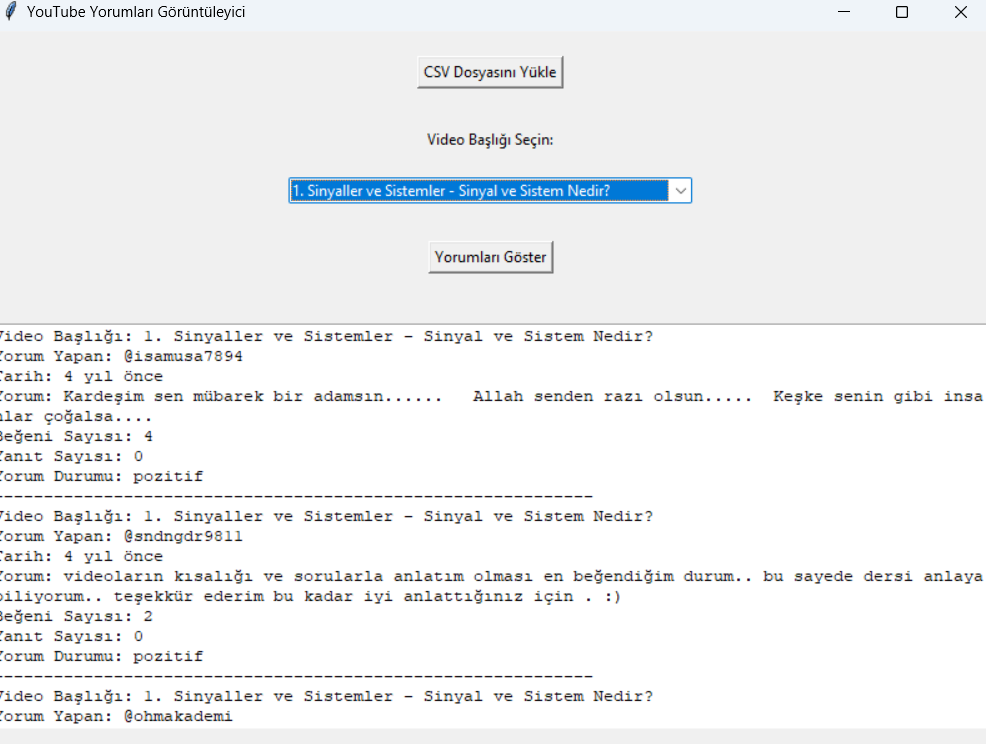 YouTube Yorumları Görüntüleyici
CSV Dosyasını Yükle
Video Başlığı Seçin:
1. Sinyaller ve Sistemler - Sinyal ve Sistem Nedir?
Yorumları Göster
Video Başlığı: 1. Sinyaller ve Sistemler - Sinyal ve Sistem Nedir?
Yorum Yapan: @isamusa7894
Tarih: 4 yıl önce
Yorum: Kardeşim sen mübarek bir adamsın...... Allah senden razı olsun..... Keşke senin gibi insa
nlar çoğalsa....
Beğeni Sayısı: 4
Yanıt Sayısı: 0
Yorum Durumu: pozitif
------------------------------------------------------------
Video Başlığı: 1. Sinyaller ve Sistemler - Sinyal ve Sistem Nedir?
Yorum Yapan: @sndngdr9811
Tarih: 4 yıl önce
Yorum: videoların kısalığı ve sorularla anlatım olması en beğendiğim durum.. bu sayede dersi anlaya
biliyorum.. teşekkür ederim bu kadar iyi anlattığınız için . :)
Beğeni Sayısı: 2
Yanıt Sayısı: 0
Yorum Durumu: pozitif
------------------------------------------------------------
Video Başlığı: 1. Sinyaller ve Sistemler - Sinyal ve Sistem Nedir?
Yorum Yapan: @ohmakademi